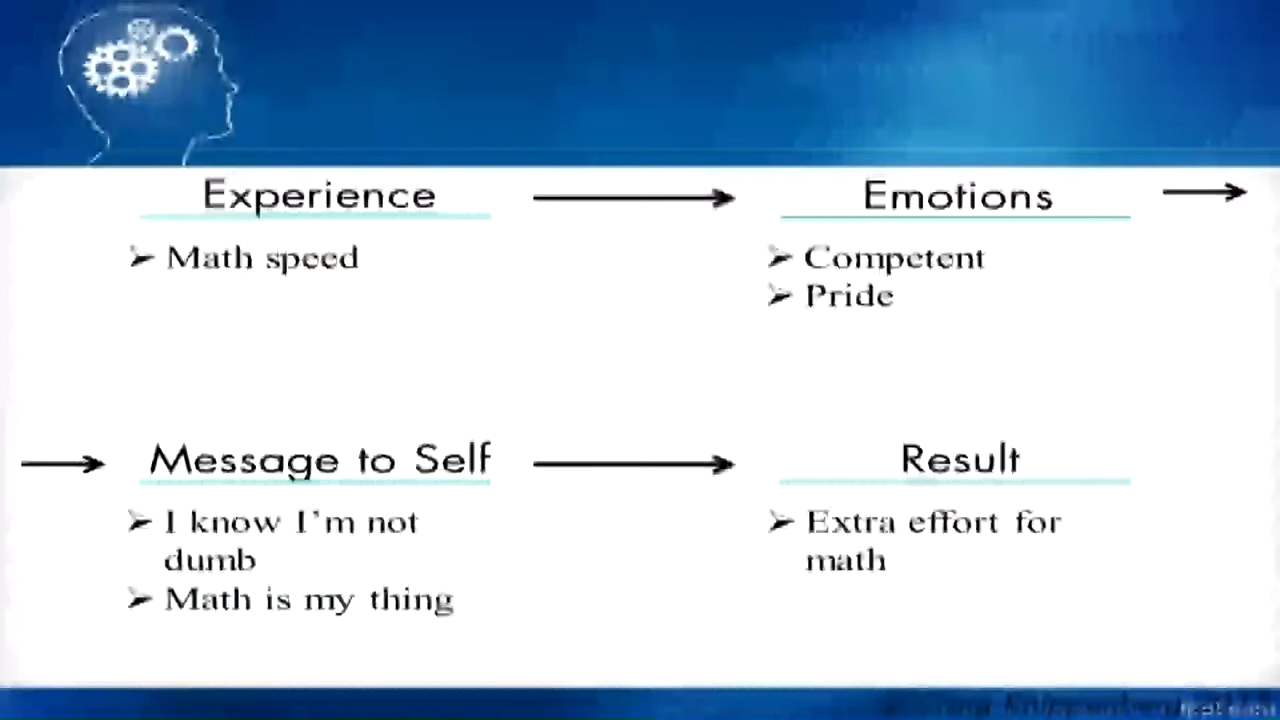 Experience
Emotions
➢ Math speed
➢ Competent
➢ Pride
Message to Self
Result
➢ I know I'm not
dumb
➢ Math is my thing
➢ Extra effort for
math